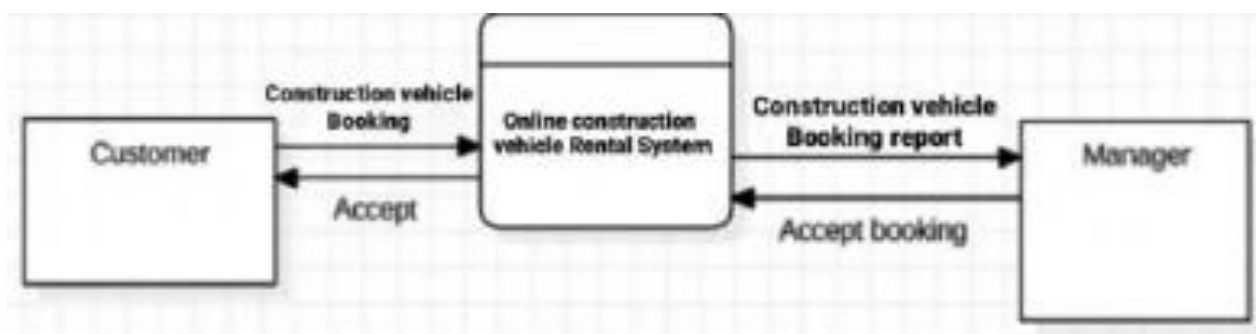 Construction vehicle
Booking
Customer
Accept
Online construction
vehicle Rental System
Construction vehicle
Booking report
Manager
Accept booking